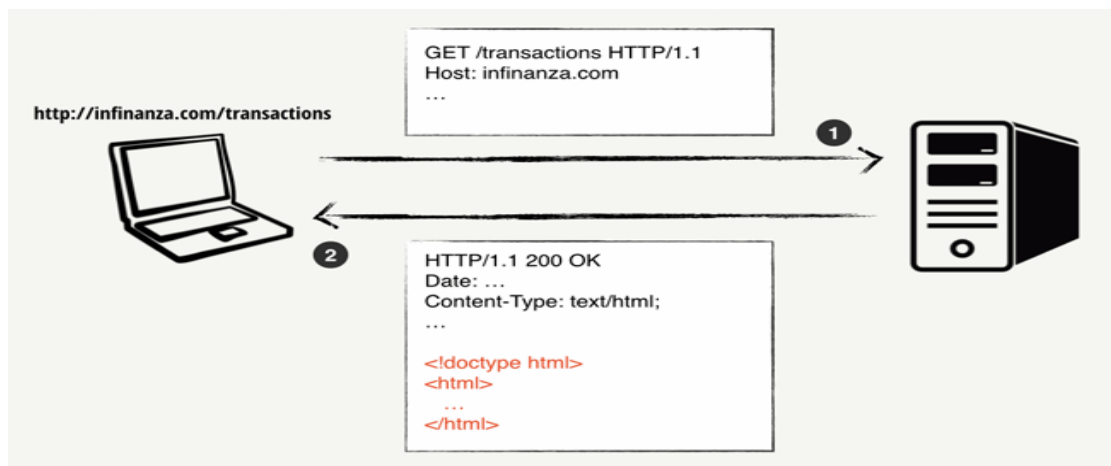 GET /transactions HTTP/1.1
Host: infinanza.com
...
http://infinanza.com/transactions
1
2
HTTP/1.1 200 OK
Date: ...
Content-Type: text/html;
...
<!doctype html>
<html>
...
</html>